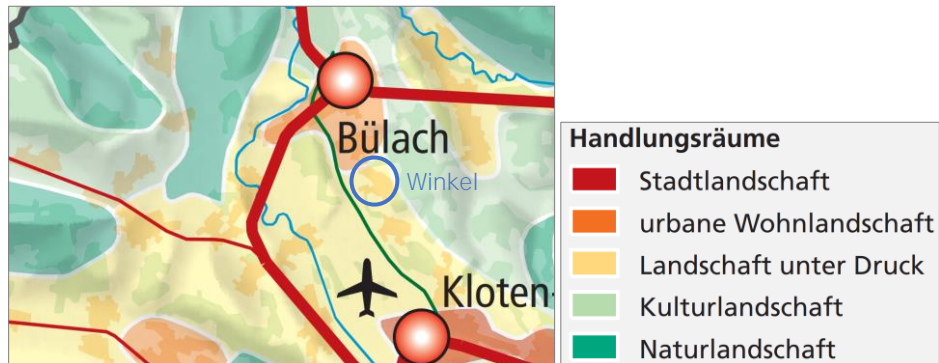 Bülach
Winkel
Kloten-
Handlungsräume
Stadtlandschaft
urbane Wohnlandschaft
Landschaft unter Druck
Kulturlandschaft
Naturlandschaft